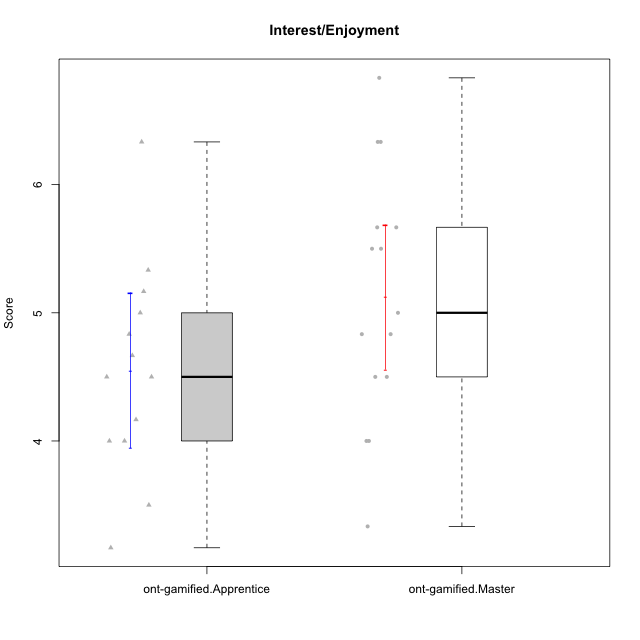 Interest/Enjoyment
Score
6
5
4
ont-gamified.Apprentice
ont-gamified.Master